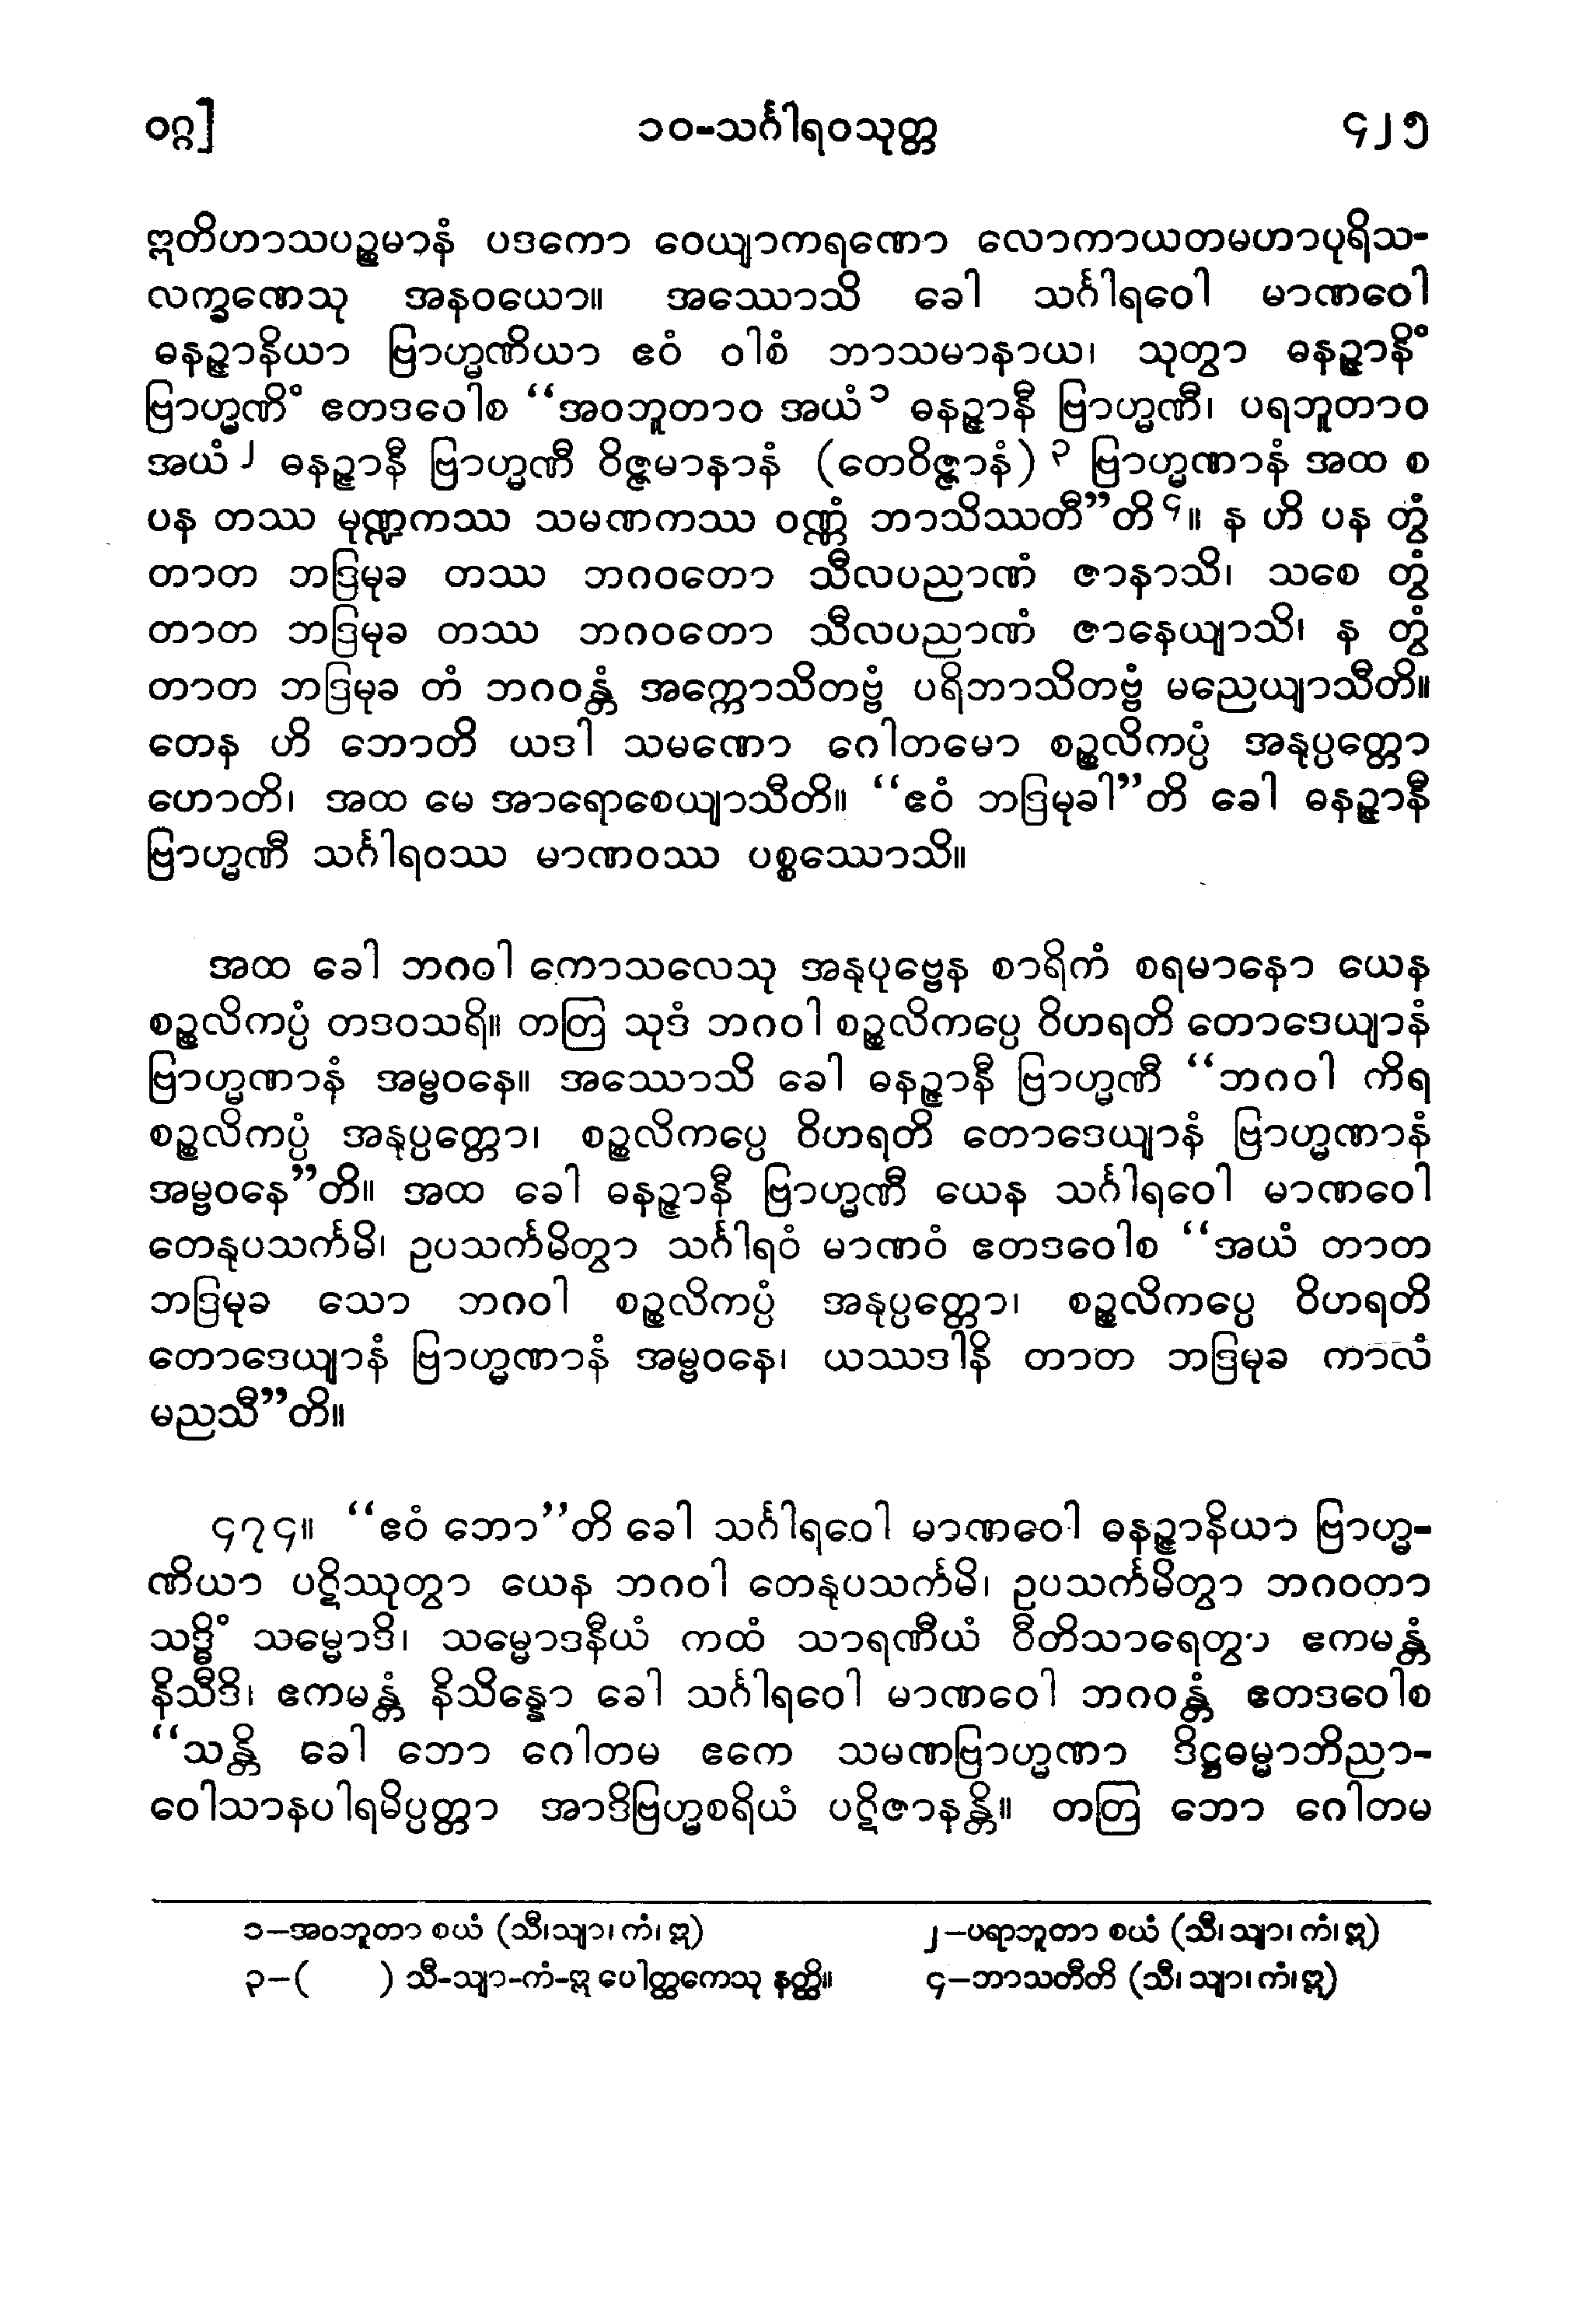 ဝဂ္ဂ]
၁၀-သင်္ဂါရဝသုတ္တ
၄၂၅
ဣတိဟာသပဉ္စမာနံ ပဒကော ဝေယျာကရဏော လောကာယတမဟာပုရိသ-
လက္ခဏေသု အနဝယော။ အဿောသိ ခေါ သင်္ဂါရဝေါ မာဏဝေါ
ဓနဉ္ဇာနိယာ ဗြာဟ္မဏိယာ ဧဝံ ဝါစံ ဘာသမာနာယ၊ သုတွာ ဓနဉ္ဇာနိံ
ဗြာဟ္မဏိံ ဧတဒဝေါစ “အဝဘူတာဝ အယံ၁ ဓနဉ္ဇာနီ ဗြာဟ္မဏီ၊ ပရဘူတာဝ
အယံ၂ ဓနဉ္ဇာနီ ဗြာဟ္မဏီ ဝိဇ္ဇမာနာနံ (တေဝိဇ္ဇာနံ)၃ ဗြာဟ္မဏာနံ အထ စ
ပန တဿ မုဏ္ဍကဿ သမဏကဿ ဝဏ္ဏံ ဘာသိဿတီ”တိ၄။ န ဟိ ပန တွံ
တာတ ဘဒြမုခ တဿ ဘဂဝတော သီလပညာဏံ ဇာနာသိ၊ သစေ တွံ
တာတ ဘဒြမုခ တဿ ဘဂဝတော သီလပညာဏံ ဇာနေယျာသိ၊ န တွံ
တာတ ဘဒြမုခ တံ ဘဂဝန္တံ အက္ကောသိတဗ္ဗံ ပရိဘာသိတဗ္ဗံ မညေယျာသီတိ။
တေန ဟိ ဘောတိ ယဒါ သမဏော ဂေါတမော စဉ္စလိကပ္ပံ အနုပ္ပတ္တော
ဟောတိ၊ အထ မေ အာရောစေယျာသီတိ။ “ဧဝံ ဘဒြမုခါ”တိ ခေါ ဓနဉ္ဇာနီ
ဗြာဟ္မဏီ သင်္ဂါရဝဿ မာဏဝဿ ပစ္စဿောသိ။
အထ ခေါ ဘဂဝါ ကောသလေသု အနုပုဗ္ဗေန စာရိကံ စရမာနော ယေန
စဉ္စလိကပ္ပံ တဒဝသရိ။ တတြ သုဒံ ဘဂဝါ စဉ္စလိကပ္ပေ ဝိဟရတိ တောဒေယျာနံ
ဗြာဟ္မဏာနံ အမ္ဗဝနေ။ အဿောသိ ခေါ ဓနဉ္ဇာနီ ဗြာဟ္မဏီ “ဘဂဝါ ကိရ
စဉ္စလိကပ္ပံ အနုပ္ပတ္တော၊ စဉ္စလိကပ္ပေ ဝိဟရတိ တောဒေယျာနံ ဗြာဟ္မဏာနံ
အမ္ဗဝနေ”တိ။ အထ ခေါ ဓနဉ္ဇာနီ ဗြာဟ္မဏီ ယေန သင်္ဂါရဝေါ မာဏဝေါ
တေနုပသင်္ကမိ၊ ဥပသင်္ကမိတွာ သင်္ဂါရဝံ မာဏဝံ ဧတဒဝေါစ “အယံ တာတ
ဘဒြမုခ သော ဘဂဝါ စဉ္စလိကပ္ပံ အနုပ္ပတ္တော၊ စဉ္စလိကပ္ပေ ဝိဟရတိ
တောဒေယျာနံ ဗြာဟ္မဏာနံ အမ္ဗဝနေ၊ ယဿဒါနိ တာတ ဘဒြမုခ ကာလံ
မညသီ”တိ။
၄၇၄။ “ဧဝံ ဘော”တိ ခေါ သင်္ဂါရဝေါ မာဏဝေါ ဓနဉ္ဇာနိယာ ဗြာဟ္မ-
ဏိယာ ပဋိဿုတွာ ယေန ဘဂဝါ တေနုပသင်္ကမိ၊ ဥပသင်္ကမိတွာ ဘဂဝတာ
သဒ္ဓိံ သမ္မောဒိ၊ သမ္မောဒနီယံ ကထံ သာရဏီယံ ဝီတိသာရေတွာ ဧကမန္တံ
နိသီဒိ၊ ဧကမန္တံ နိသိန္နော ခေါ သင်္ဂါရဝေါ မာဏဝေါ ဘဂဝန္တံ ဧတဒဝေါစ
“သန္တိ ခေါ ဘော ဂေါတမ ဧကေ သမဏဗြာဟ္မဏာ ဒိဋ္ဌဓမ္မာဘိညာ-
ဝေါသာနပါရမိပ္ပတ္တာ အာဒိဗြဟ္မစရိယံ ပဋိဇာနန္တိ။ တတြ ဘော ဂေါတမ
၁–အဝဘူတာ စယံ (သီ၊သျာ၊ ကံ၊ ဣ)
၂–ပရာဘူတာ စယံ (သီ၊ သျာ၊ ကံ၊ ဣ)
၃–( ) သီ-သျာ-ကံ-ဣ ပေါတ္ထကေသု နတ္ထိ။
၄–ဘာသတီတိ (သီ၊ သျာ၊ ကံ၊ ဣ)